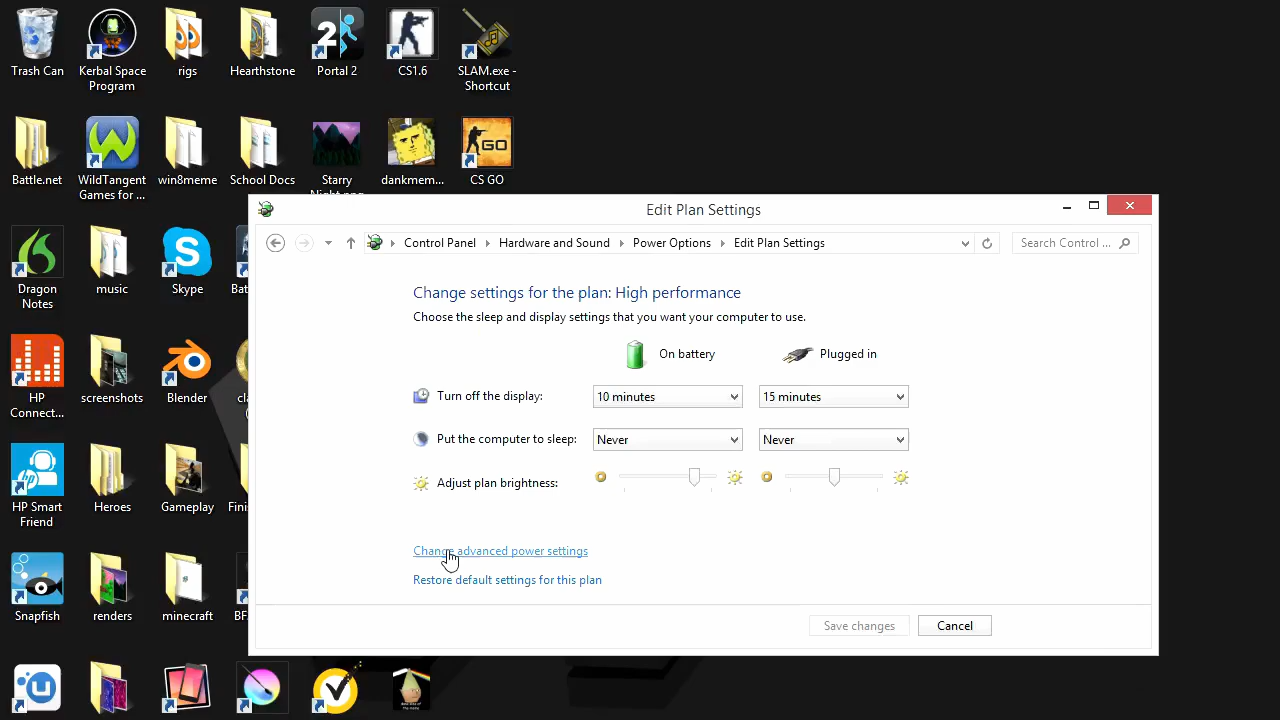 Trash Can
Kerbal Space
Program
rigs
Hearthstone
2
Portal 2
CS1.6
SLAM.exe -
Shortcut
Battle.net
WildTangent
Games for ...
win8meme
School Docs
Starry
dankmem...
GO
CS GO
Dragon
Notes
music
Skype
HP
Connect...
screenshots
Blender
HP Smart
Friend
Heroes
Gameplay
Snapfish
renders
minecraft
Edit Plan Settings
Control Panel
Hardware and Sound
Power Options
Edit Plan Settings
Search Control ...
Change settings for the plan: High performance
Choose the sleep and display settings that you want your computer to use.
On battery
Plugged in
Turn off the display:
10 minutes
15 minutes
Put the computer to sleep:
Never
Never
Adjust plan brightness:
Change advanced power settings
Restore default settings for this plan
Save changes
Cancel